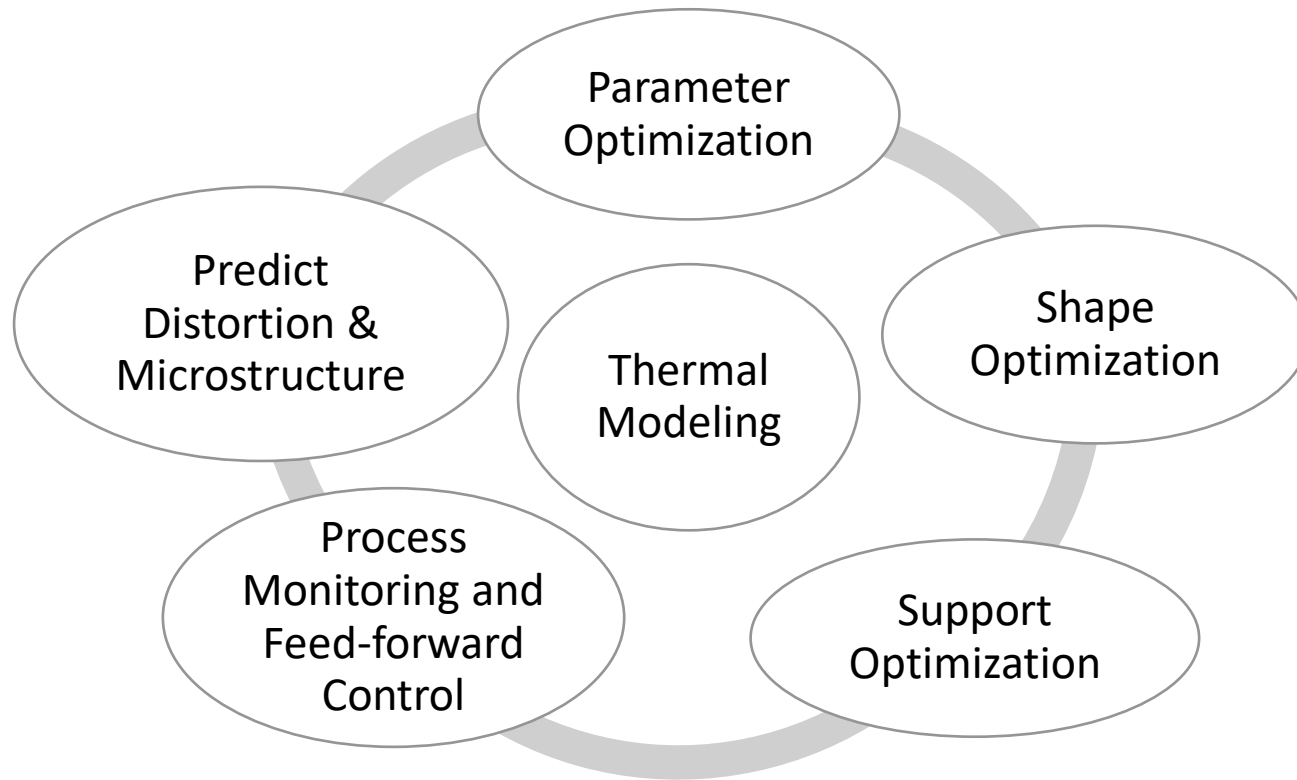 Parameter
Optimization
Shape
Optimization
Support
Optimization
Process
Monitoring and
Feed-forward
Control
Predict
Distortion &
Microstructure
Thermal
Modeling